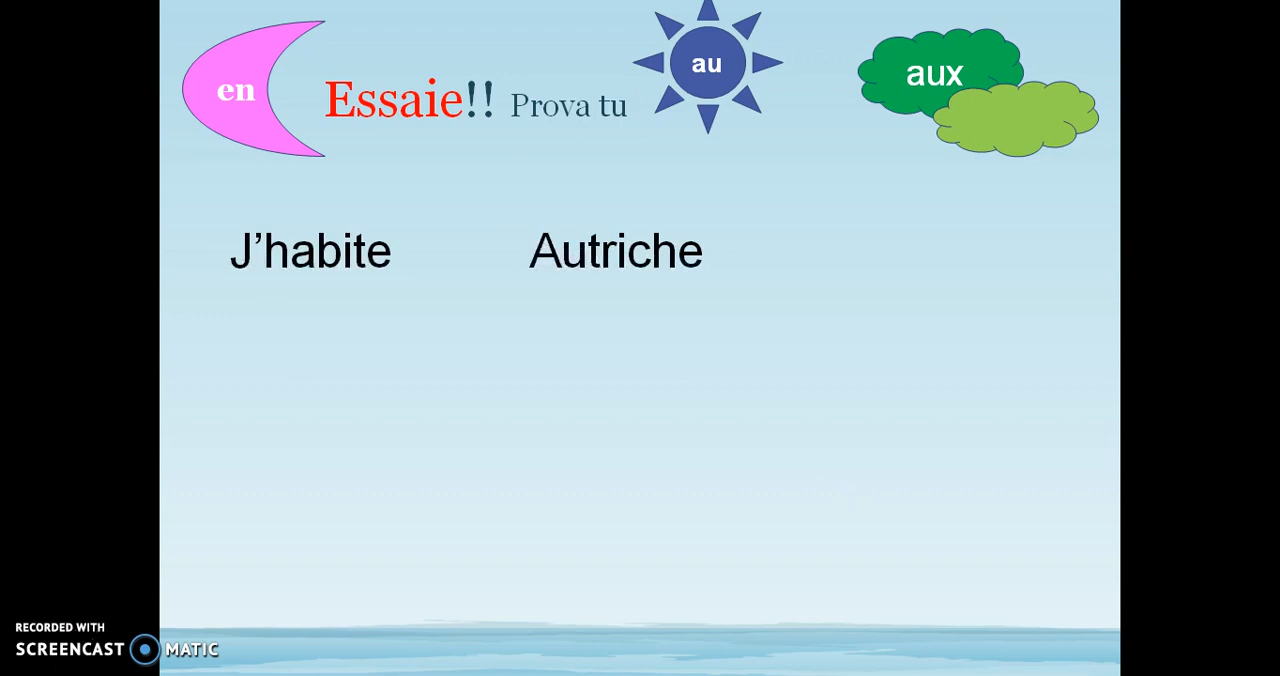 en
Essaie!! Prova tu
au
aux
J’habite Autriche
RECORDED WITH
SCREENCAST MATIC